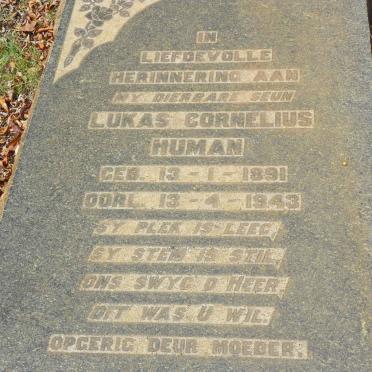 IN
LIEFDEVOLLE
HERINNERING AAN
MY DIERBARE SEUN
LUKAS CORNELIUS
HUMAN
GEB. 13-1-1891
OORL. 13-4-1943
SY PLEK IS LEEG,
SY STEM IS STIL,
ONS SWYG O HEER,
DIT WAS U WIL.
OPGERIG DEUR MOEDER.